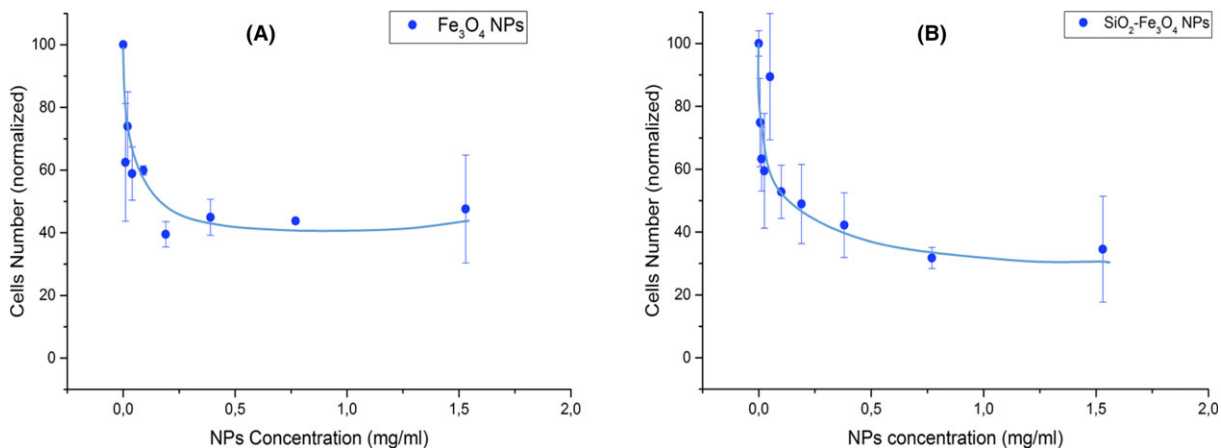 (A)
Fe₃O₄ NPs
Cells Number (normalized)
100
80
60
40
20
0
0,0
0,5
1,0
1,5
2,0
NPs Concentration (mg/ml)
(B)
SiO₂-Fe₃O₄ NPs
Cells Number (normalized)
100
80
60
40
20
0
0,0
0,5
1,0
1,5
2,0
NPs concentration (mg/ml)